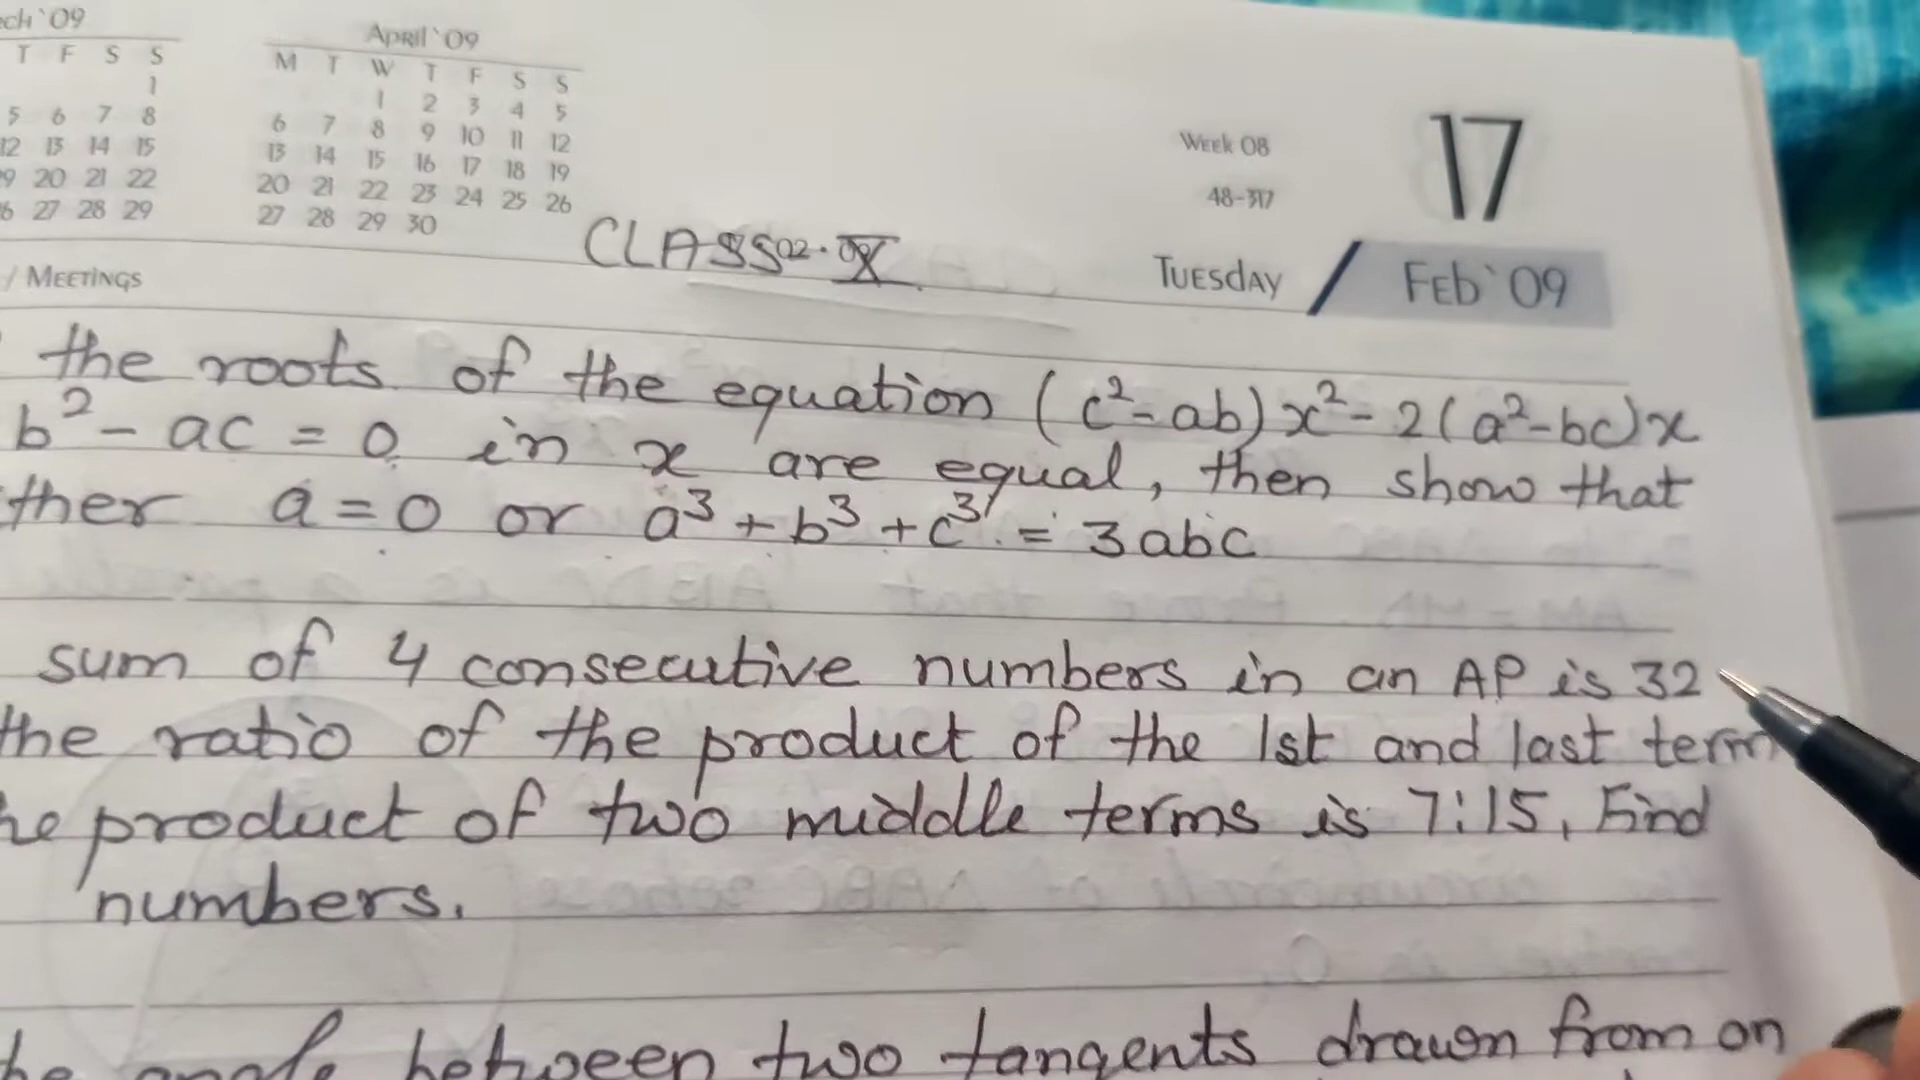 ch`09
April`09
T F S S
M T W T F S S
1
1 2 3 4 5
5 6 7 8
6 7 8 9 10 11 12
12 13 14 15
13 14 15 16 17 18 19
19 20 21 22
20 21 22 23 24 25 26
26 27 28 29
27 28 29 30
Week 08
48-317
17
Tuesday
Feb`09
CLASS X
/ Meetings
the roots of the equation (c²-ab)x²-2(a²-bc)x
b²-ac=0 in x are equal, then show that
ther a=0 or a³+b³+c³=3abc
sum of 4 consecutive numbers in an AP is 32
the ratio of the product of the 1st and last term
he product of two middle terms is 7:15, Find
numbers.
he angle between two tangents drawn from on